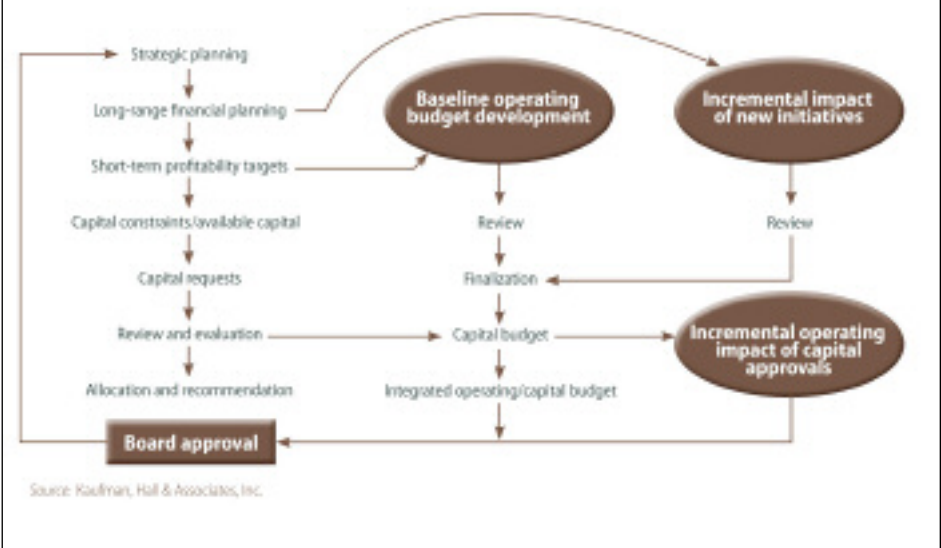 Strategic planning
Long-range financial planning
Short-term profitability targets
Capital constraints/available capital
Capital requests
Review and evaluation
Allocation and recommendation
Board approval
Baseline operating
budget development
Review
Finalization
Capital budget
Integrated operating/capital budget
Incremental impact
of new initiatives
Review
Incremental operating
impact of capital
approvals
Source: Kaufman, Hall & Associates, Inc.